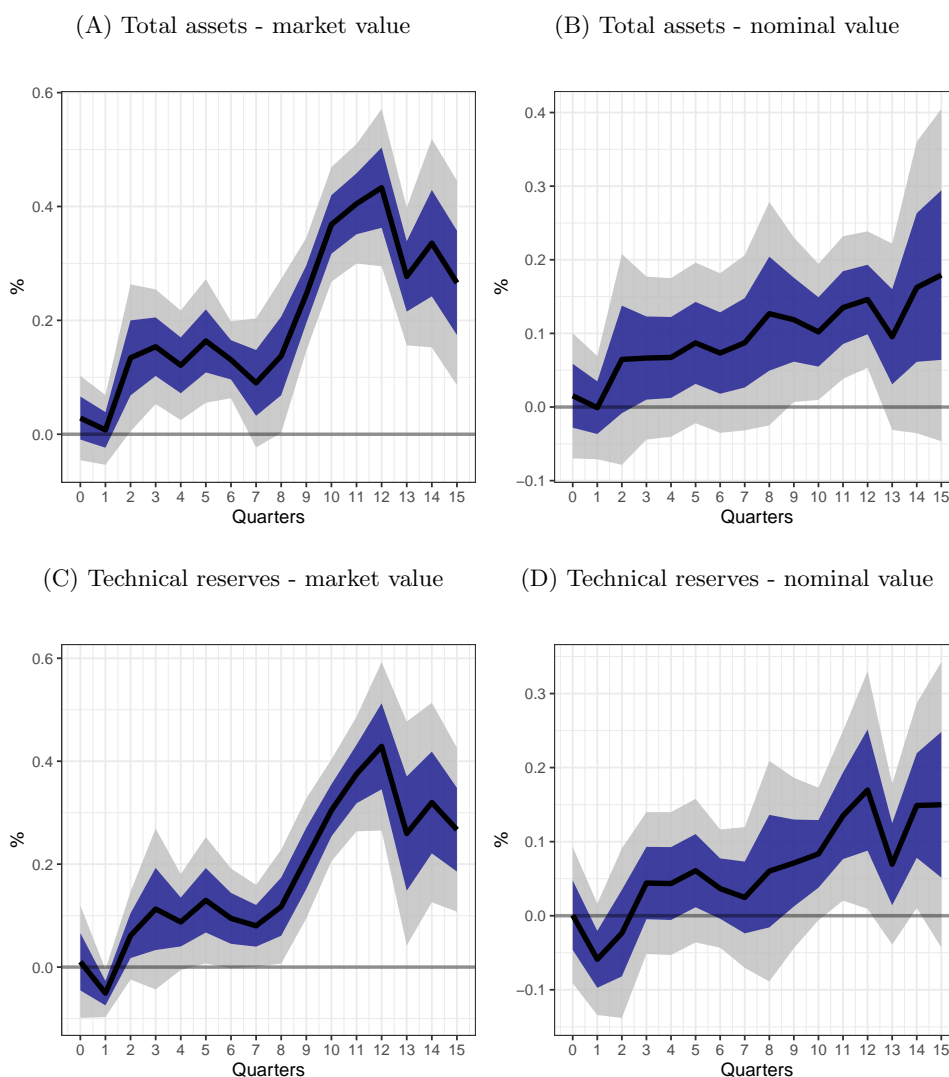 (A) Total assets - market value
(B) Total assets - nominal value
0.6
0.4
0.2
0.0
%
0 1 2 3 4 5 6 7 8 9 10 11 12 13 14 15
Quarters
0.4
0.3
0.2
0.1
0.0
−0.1
%
0 1 2 3 4 5 6 7 8 9 10 11 12 13 14 15
Quarters
(C) Technical reserves - market value
(D) Technical reserves - nominal value
0.6
0.4
0.2
0.0
%
0 1 2 3 4 5 6 7 8 9 10 11 12 13 14 15
Quarters
0.3
0.2
0.1
0.0
−0.1
%
0 1 2 3 4 5 6 7 8 9 10 11 12 13 14 15
Quarters